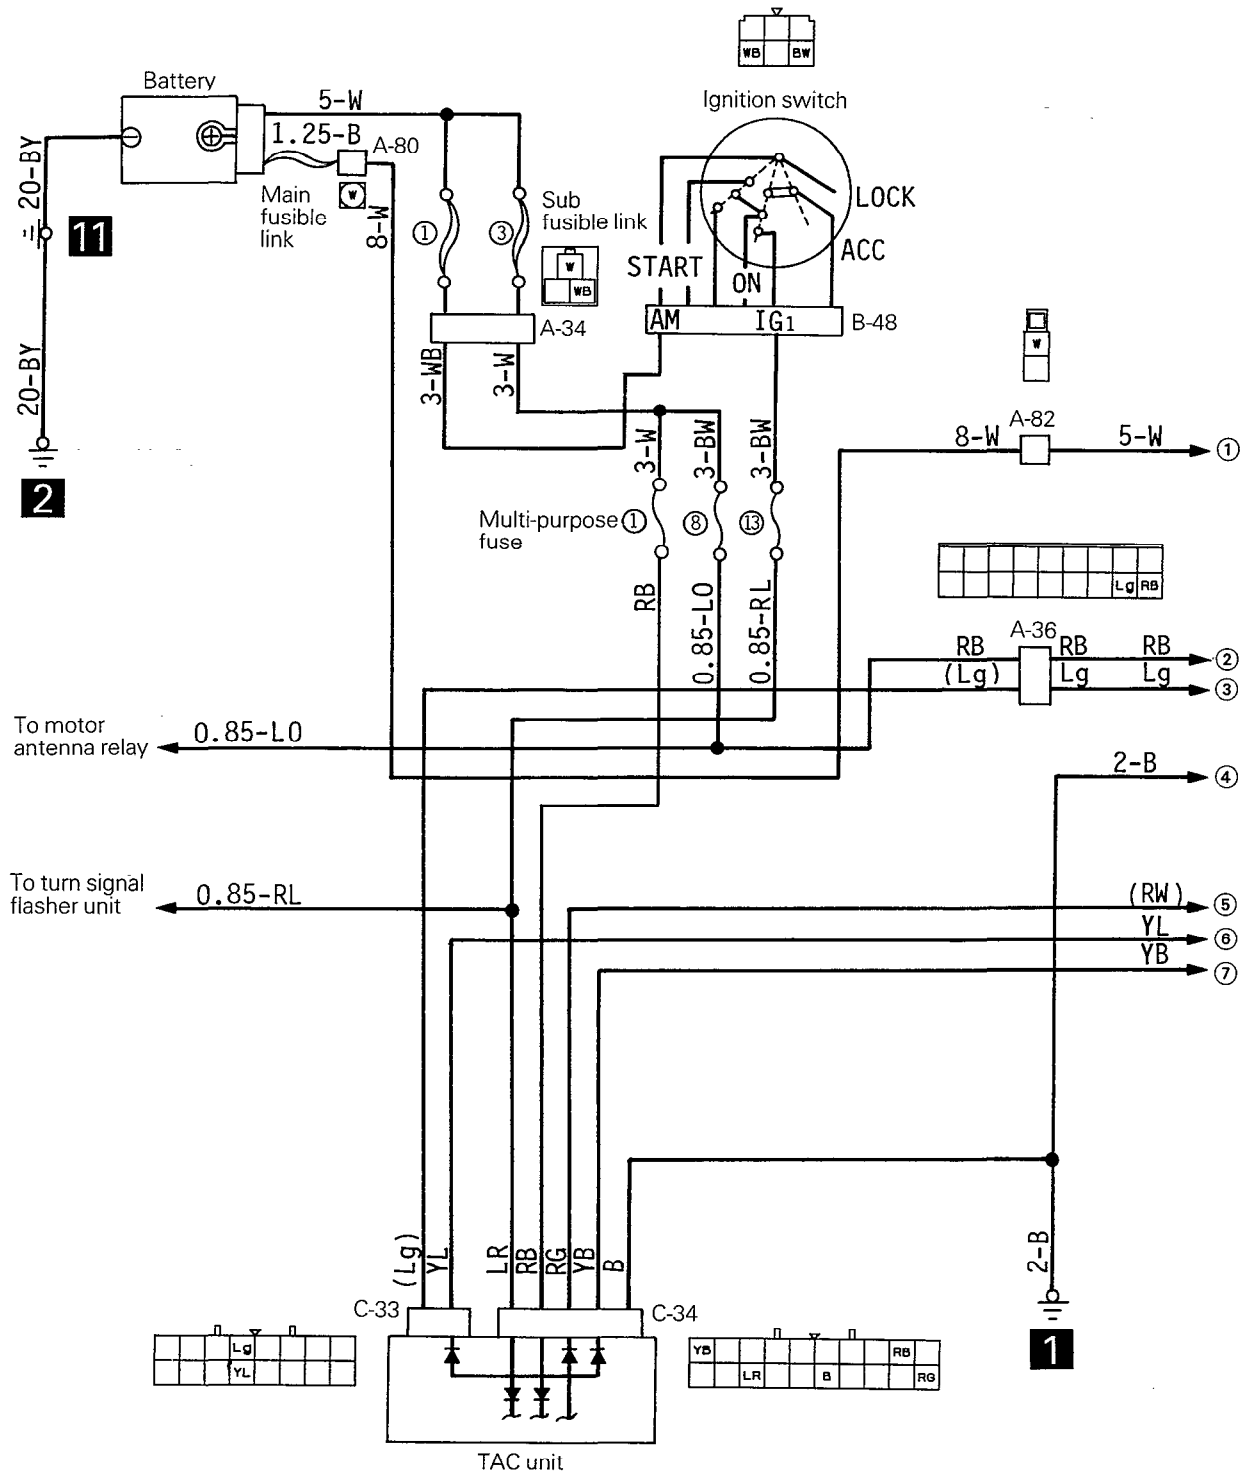 WB BW
Battery
5-W
Ignition switch
1.25-B
A-80
20-BY
W
Main
fusible
link
8-W
11
Sub
fusible link
1
3
W
WB
LOCK
ACC
START
ON
AM IG1
B-48
A-34
W
3-WB
3-W
20-BY
2
A-82
8-W
5-W
1
3-W
3-BW
3-BW
Multi-purpose
fuse
1
8
13
Lg RB
RB
0.85-LO
0.85-RL
A-36
RB
RB
RB
2
(Lg)
Lg
Lg
3
To motor
antenna relay
0.85-LO
2-B
4
To turn signal
flasher unit
0.85-RL
(RW)
5
YL
6
YB
7
(Lg)
YL
LR
RB
RG
YB
B
2-B
C-33
C-34
1
Lg
YL
YB RB
LR B RG
TAC unit